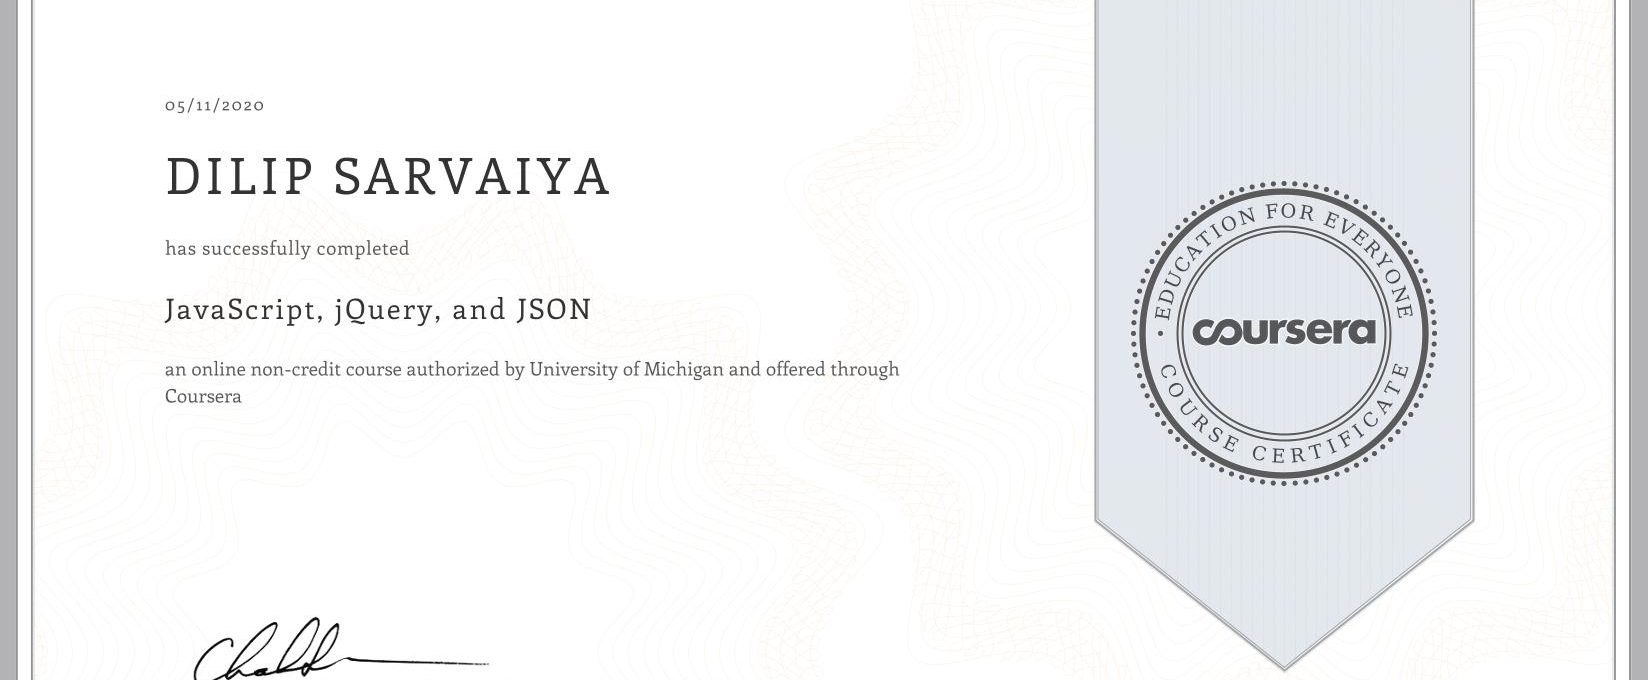 05/11/2020
DILIP SARVAIYA
has successfully completed
JavaScript, jQuery, and JSON
an online non-credit course authorized by University of Michigan and offered through
Coursera
• EDUCATION FOR EVERYONE
coursera
COURSE CERTIFICATE